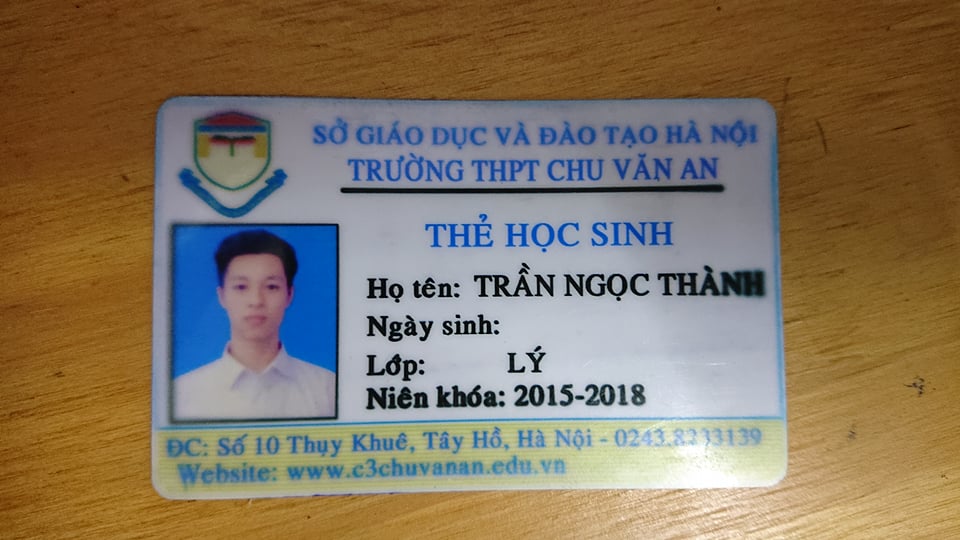 SỞ GIÁO DỤC VÀ ĐÀO TẠO HÀ NỘI
TRƯỜNG THPT CHU VĂN AN
THẺ HỌC SINH
Họ tên: TRẦN NGỌC THÀNH
Ngày sinh:
Lớp: LÝ
Niên khóa: 2015-2018
ĐC: Số 10 Thụy Khuê, Tây Hồ, Hà Nội - 0243.8233139
Website: www.c3chuvanan.edu.vn